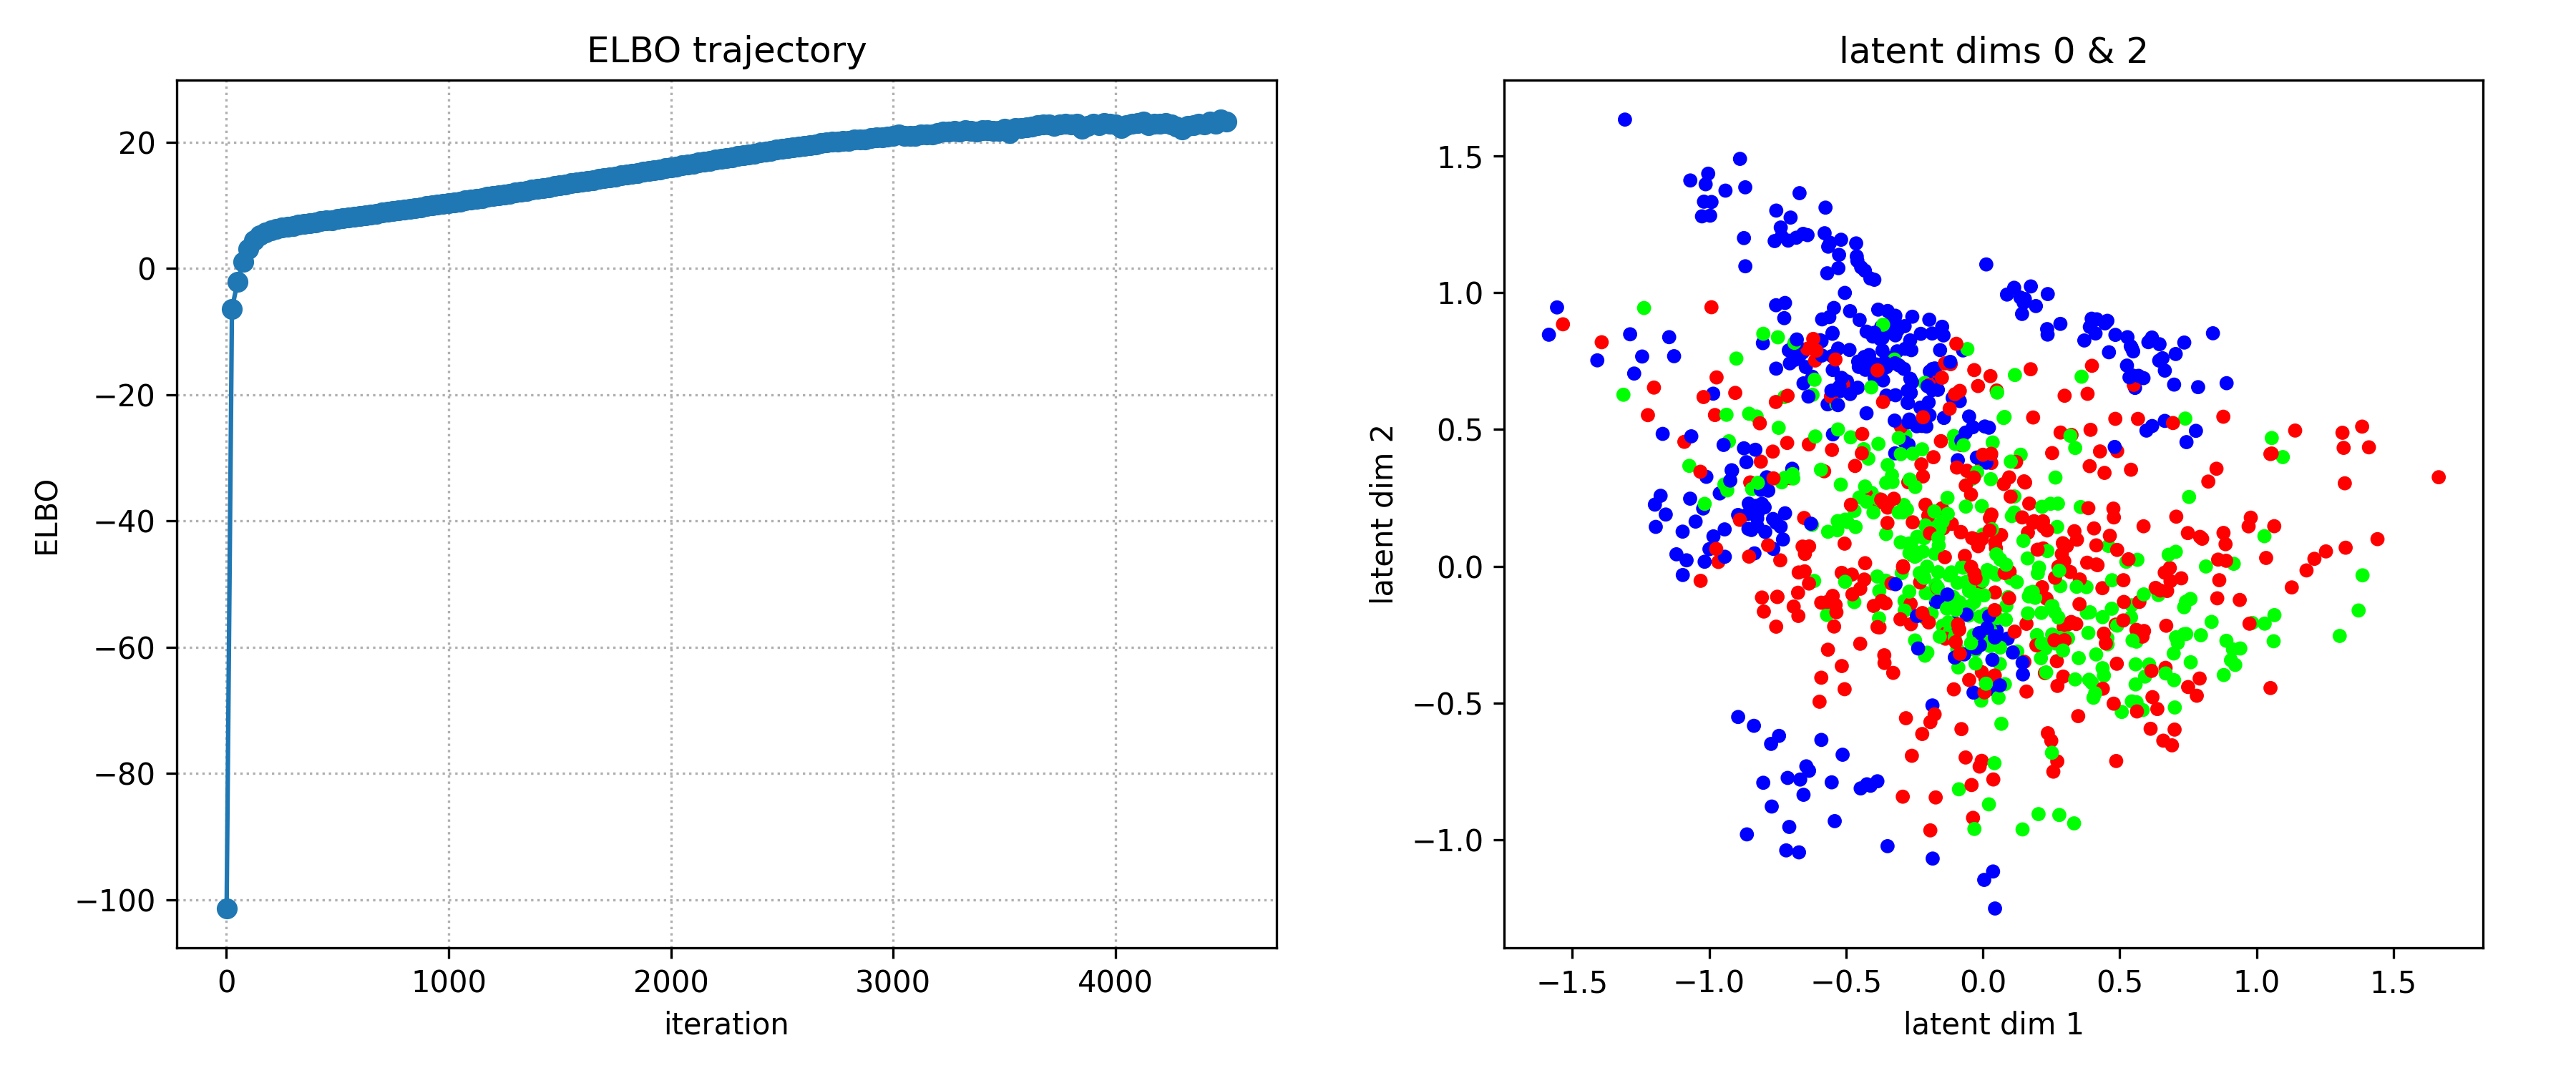 ELBO trajectory
ELBO
20
0
−20
−40
−60
−80
−100
0 1000 2000 3000 4000
iteration
latent dims 0 & 2
latent dim 2
1.5
1.0
0.5
0.0
−0.5
−1.0
−1.5 −1.0 −0.5 0.0 0.5 1.0 1.5
latent dim 1